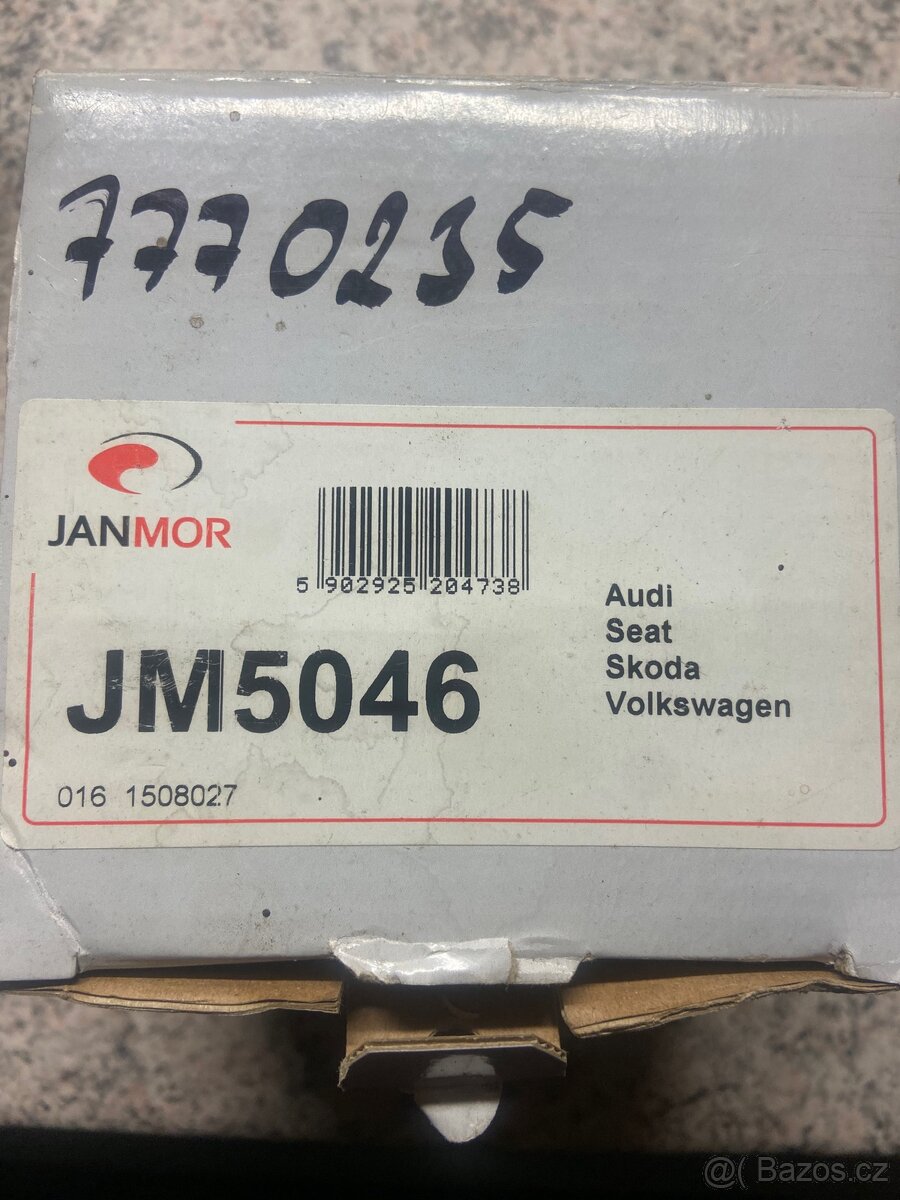 7770235
JANMOR
5 902925 204738
Audi
Seat
Skoda
Volkswagen
JM5046
016 1508027
@( Bazos.cz